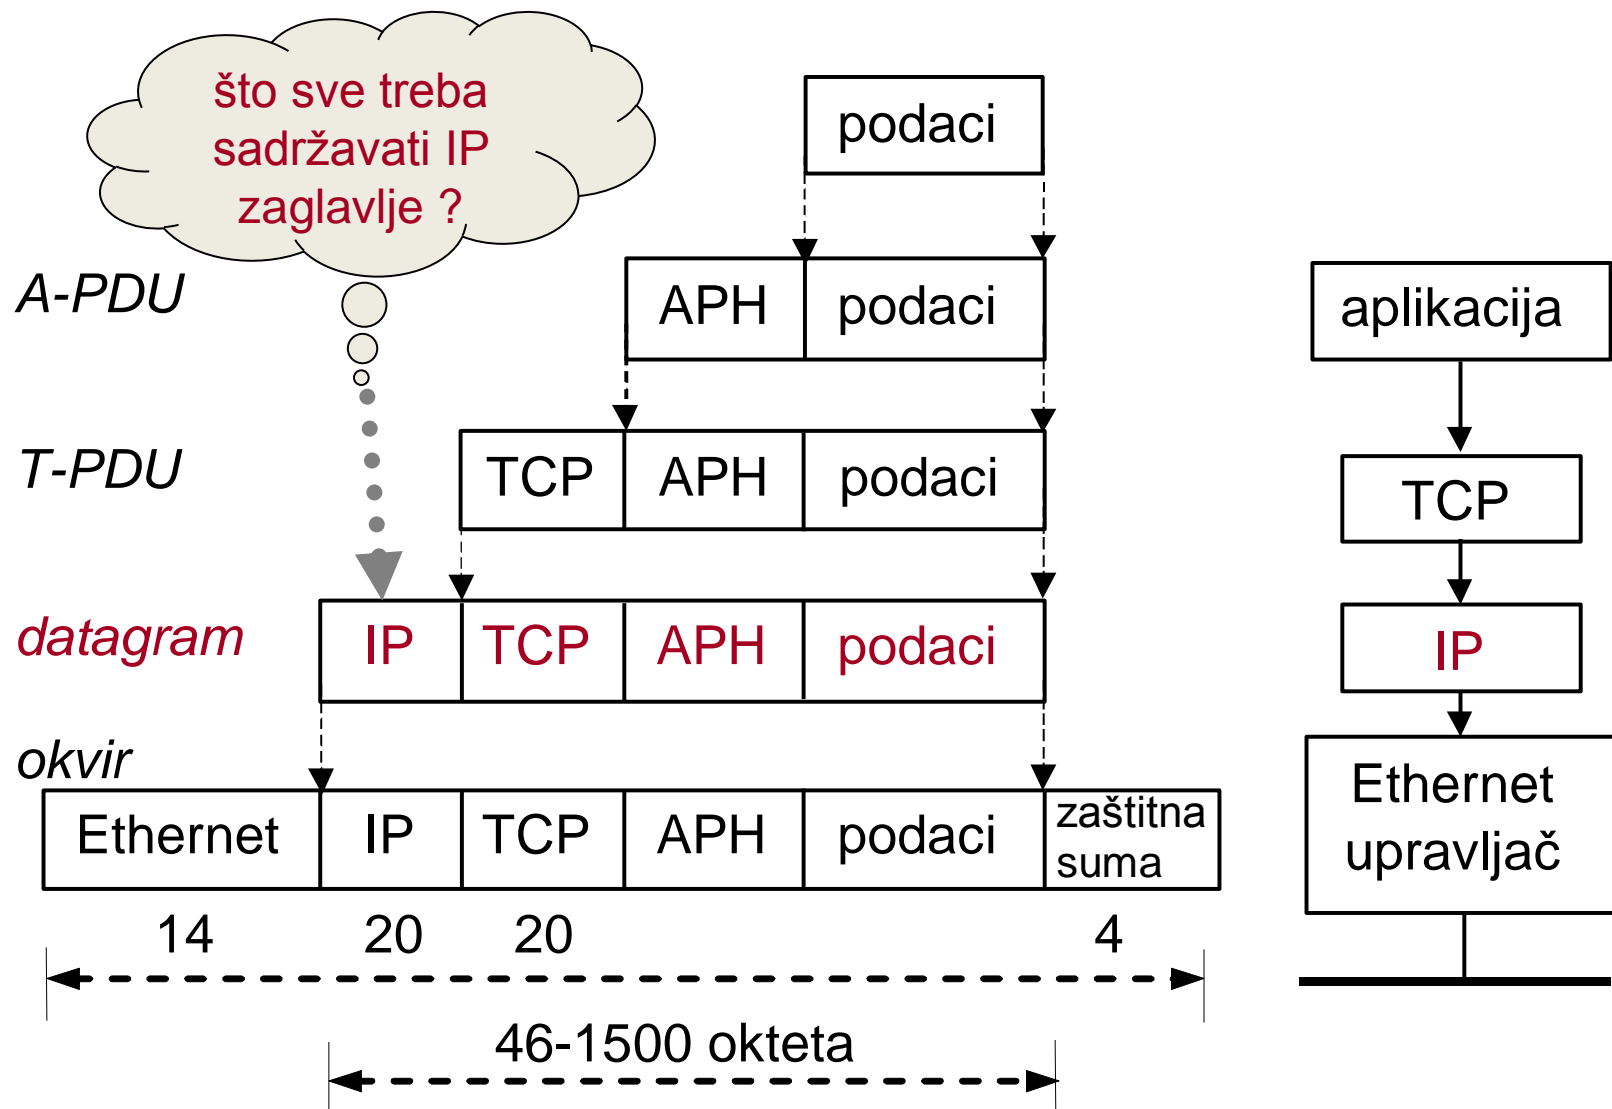 što sve treba
sadržavati IP
zaglavlje ?
podaci
A-PDU
APH podaci
aplikacija
T-PDU
TCP APH podaci
TCP
datagram
IP TCP APH podaci
IP
okvir
Ethernet IP TCP APH podaci
zaštitna
suma
Ethernet
upravljač
14 20 20 4
46-1500 okteta